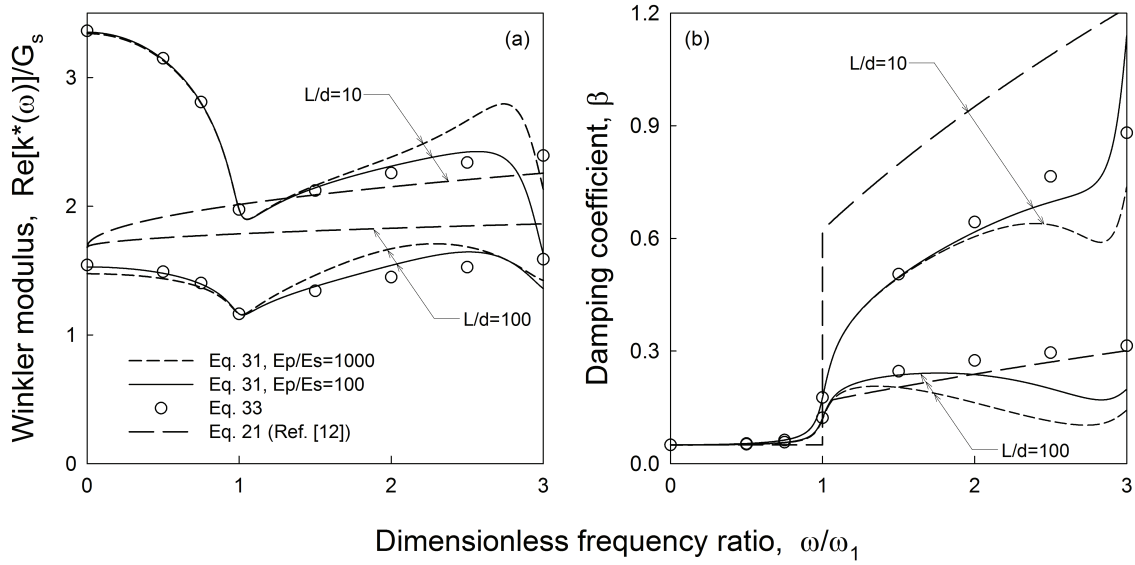 Winkler modulus, Re[k*(ω)]/Gs
3
2
1
0
(a)
L/d=10
L/d=100
Eq. 31, Ep/Es=1000
Eq. 31, Ep/Es=100
Eq. 33
Eq. 21 (Ref. [12])
0 1 2 3
Damping coefficient, β
1.2
0.9
0.6
0.3
0.0
(b)
L/d=10
L/d=100
0 1 2 3
Dimensionless frequency ratio, ω/ω1